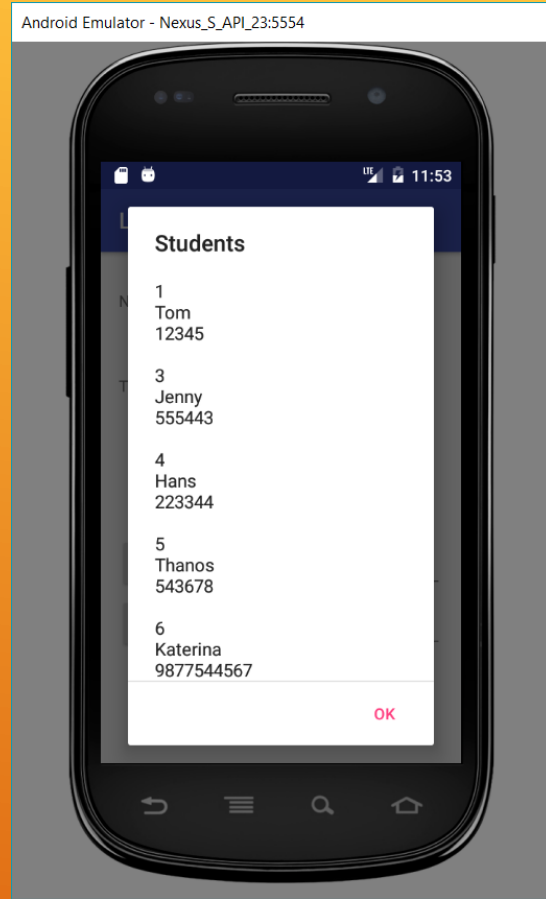 Android Emulator - Nexus_S_API_23:5554
LTE 11:53
L
Students
N
1
Tom
12345
3
T
Jenny
555443
4
Hans
223344
5
Thanos
543678
6
Katerina
9877544567
OK